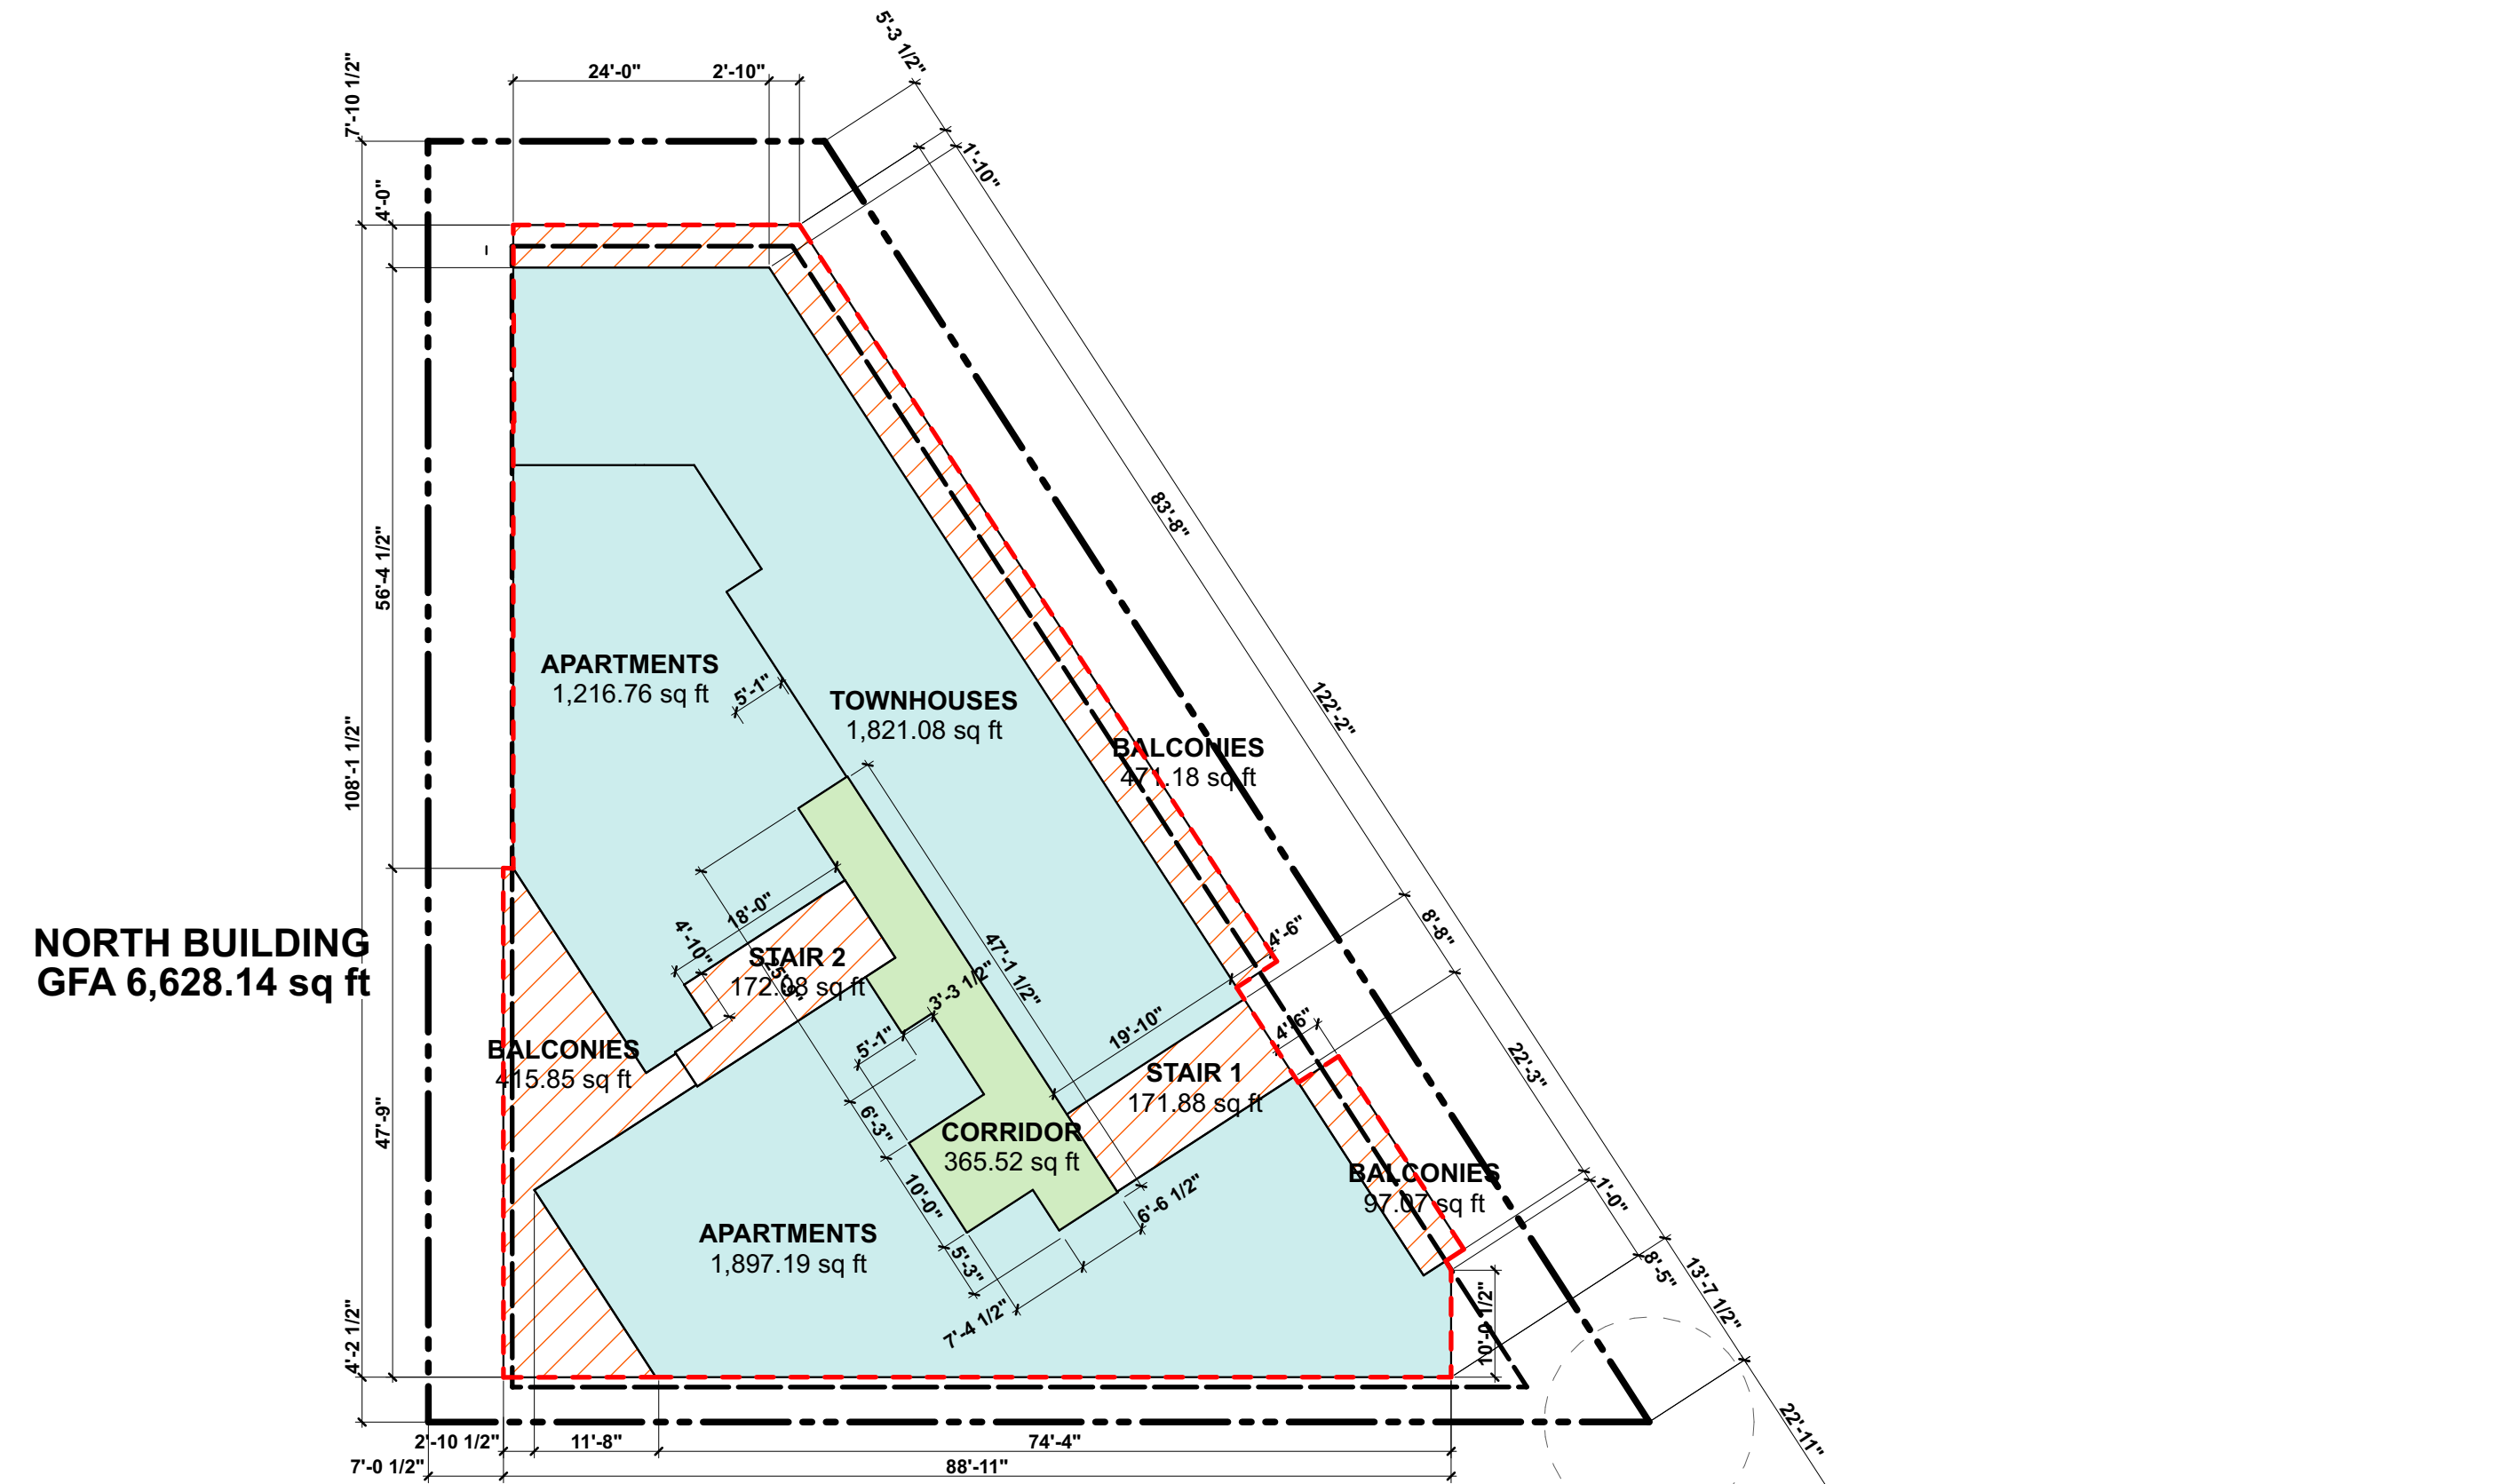 5'-3 1/2"
24'-0"
2'-10"
7'-10 1/2"
1'-10"
4'-0"
83'-8"
56'-4 1/2"
APARTMENTS
1,216.76 sq ft
5'-1"
TOWNHOUSES
1,821.08 sq ft
122'-2"
BALCONIES
471.18 sq ft
108'-1 1/2"
NORTH BUILDING
GFA 6,628.14 sq ft
18'-0"
4'-10"
STAIR 2
172.08 sq ft
3'-3 1/2"
47'-1 1/2"
4'-6"
8'-8"
5'-1"
19'-10"
4'-6"
BALCONIES
415.85 sq ft
STAIR 1
171.88 sq ft
22'-3"
47'-9"
6'-3"
CORRIDOR
365.52 sq ft
10'-0"
6'-6 1/2"
BALCONIES
97.07 sq ft
1'-0"
APARTMENTS
1,897.19 sq ft
5'-3"
7'-4 1/2"
8'-5"
13'-7 1/2"
10'-0 1/2"
4'-2 1/2"
2'-10 1/2"
11'-8"
74'-4"
22'-11"
7'-0 1/2"
88'-11"